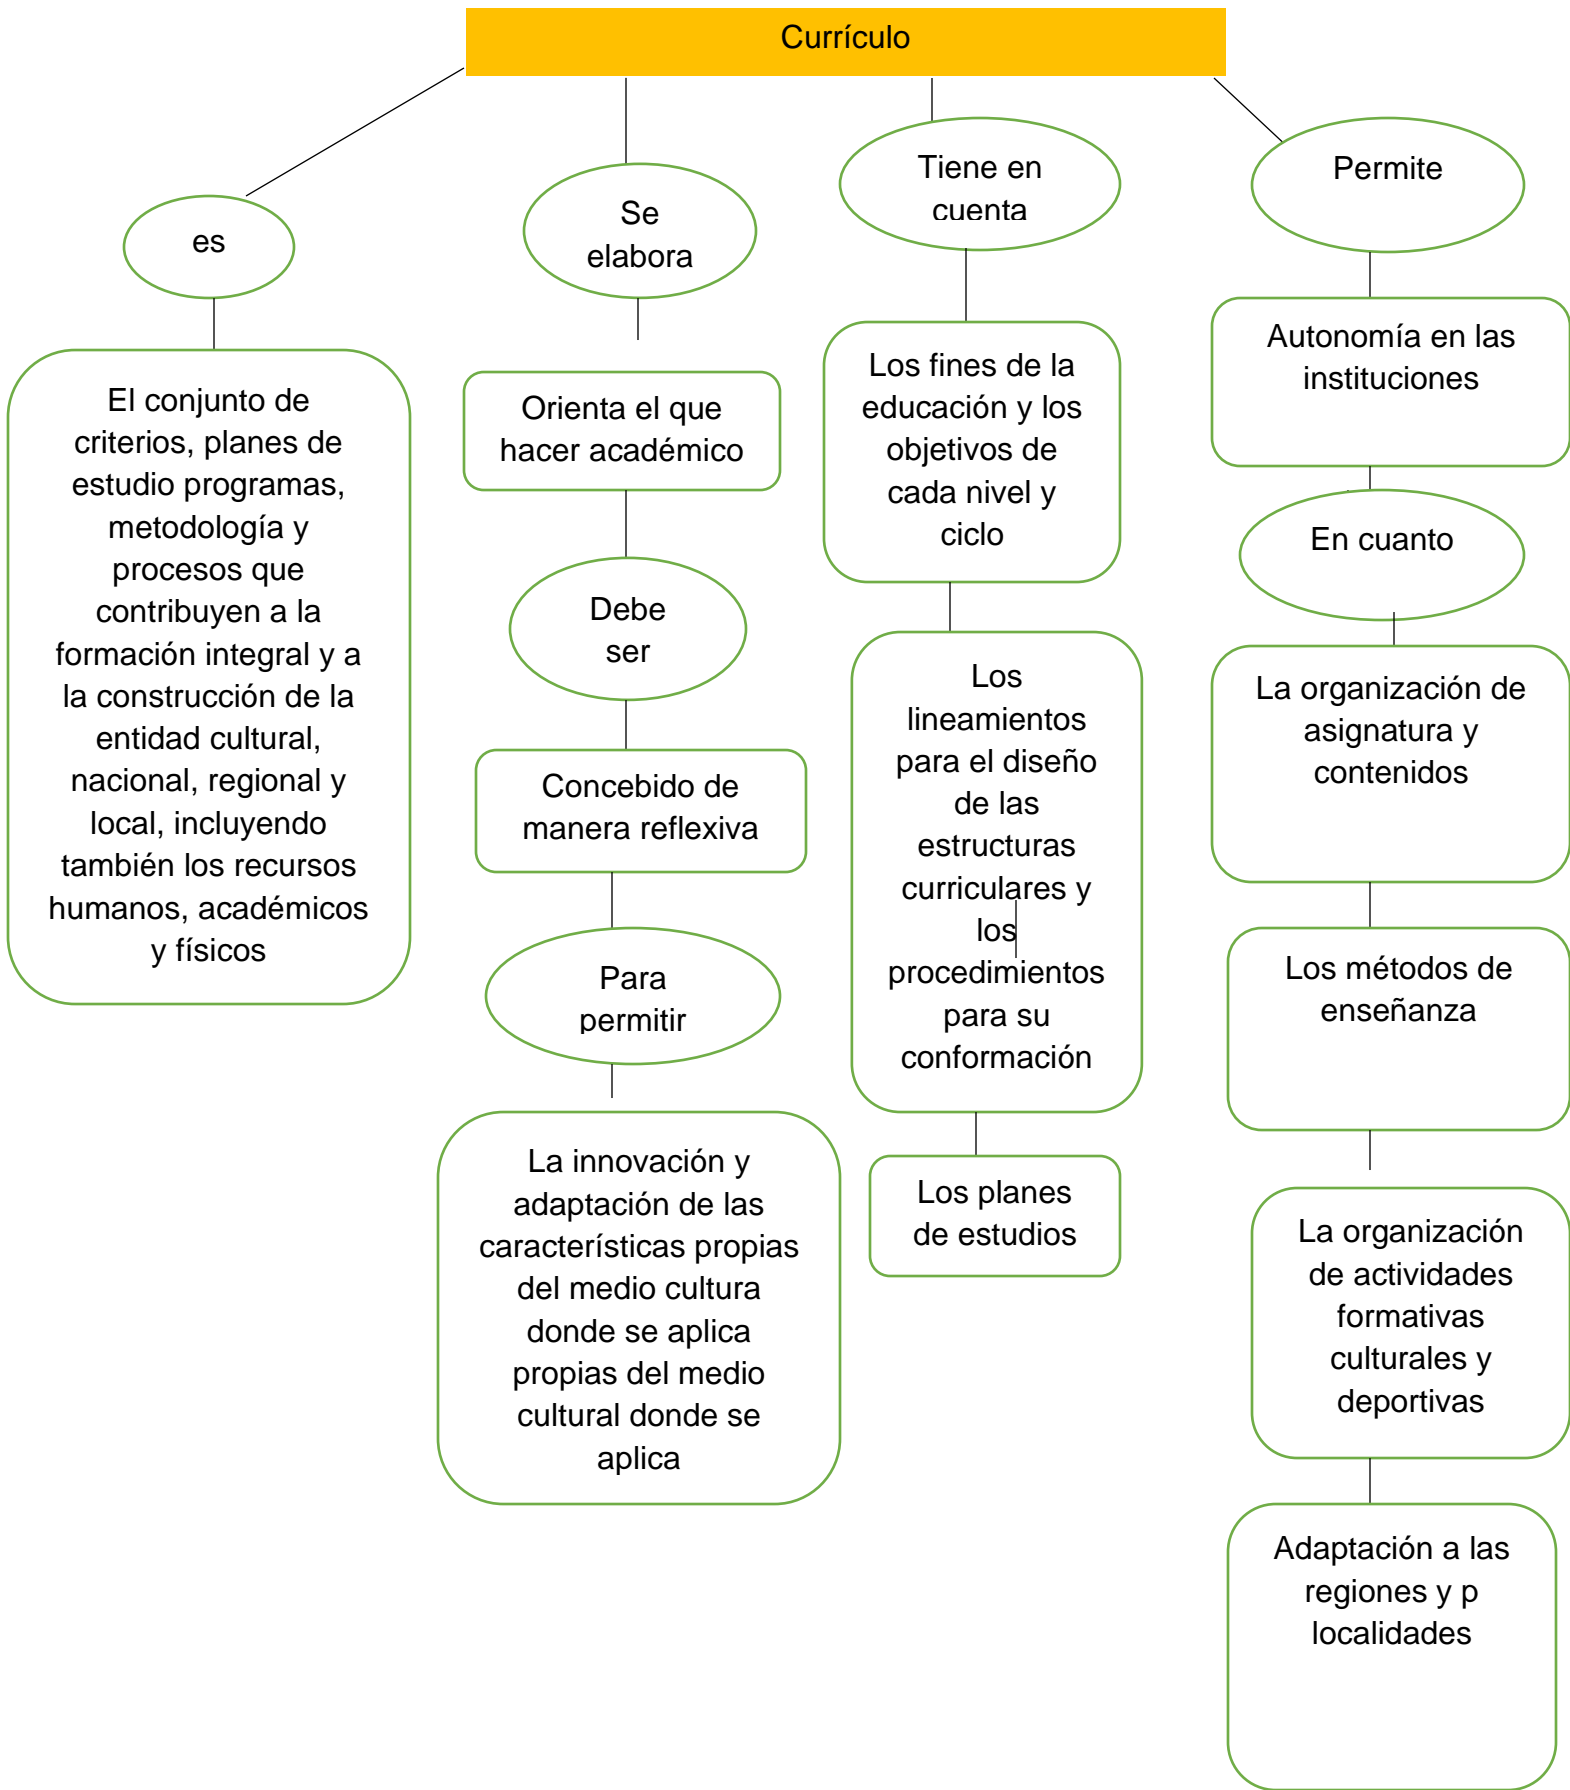 Currículo
es
El conjunto de
criterios, planes de
estudio programas,
metodología y
procesos que
contribuyen a la
formación integral y a
la construcción de la
entidad cultural,
nacional, regional y
local, incluyendo
también los recursos
humanos, académicos
y físicos
Se
elabora
Orienta el que
hacer académico
Debe
ser
Concebido de
manera reflexiva
Para
permitir
La innovación y
adaptación de las
características propias
del medio cultura
donde se aplica
propias del medio
cultural donde se
aplica
Tiene en
cuenta
Los fines de la
educación y los
objetivos de
cada nivel y
ciclo
Los
lineamientos
para el diseño
de las
estructuras
curriculares y
los
procedimientos
para su
conformación
Los planes
de estudios
Permite
Autonomía en las
instituciones
En cuanto
La organización de
asignatura y
contenidos
Los métodos de
enseñanza
La organización
de actividades
formativas
culturales y
deportivas
Adaptación a las
regiones y p
localidades